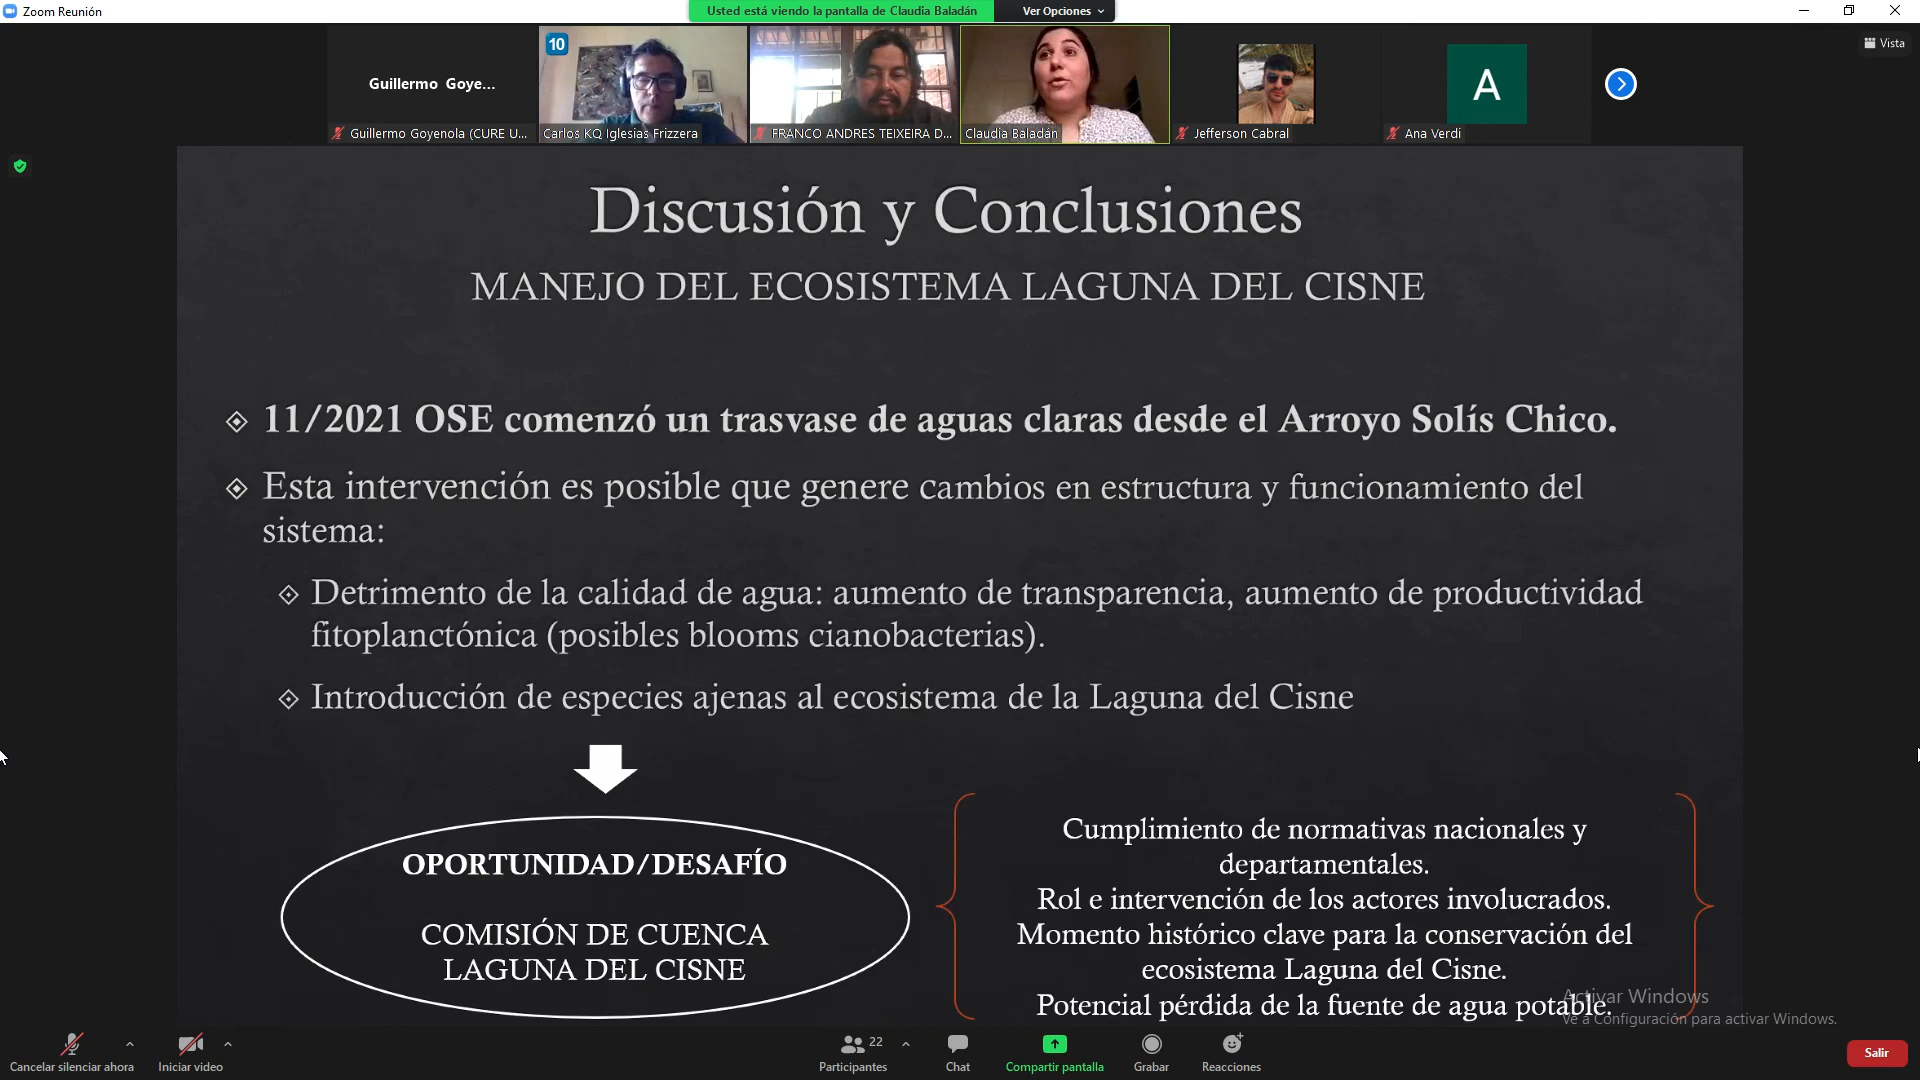 Zoom Reunión
Usted está viendo la pantalla de Claudia Baladán
Ver Opciones
Vista
Guillermo Goye...
10
A
Guillermo Goyenola (CURE U...
Carlos KQ Iglesias Frizzera
FRANCO ANDRES TEIXEIRA D...
Claudia Baladán
Jefferson Cabral
Ana Verdi
Discusión y Conclusiones
MANEJO DEL ECOSISTEMA LAGUNA DEL CISNE
11/2021 OSE comenzó un trasvase de aguas claras desde el Arroyo Solís Chico.
Esta intervención es posible que genere cambios en estructura y funcionamiento del
sistema:
Detrimento de la calidad de agua: aumento de transparencia, aumento de productividad
fitoplanctónica (posibles blooms cianobacterias).
Introducción de especies ajenas al ecosistema de la Laguna del Cisne
OPORTUNIDAD/DESAFÍO
COMISIÓN DE CUENCA
LAGUNA DEL CISNE
Cumplimiento de normativas nacionales y
departamentales.
Rol e intervención de los actores involucrados.
Momento histórico clave para la conservación del
ecosistema Laguna del Cisne.
Potencial pérdida de la fuente de agua potable.
Activar Windows
Ve a Configuración para activar Windows.
Cancelar silenciar ahora
Iniciar video
22
Participantes
Chat
Compartir pantalla
Grabar
Reacciones
Salir